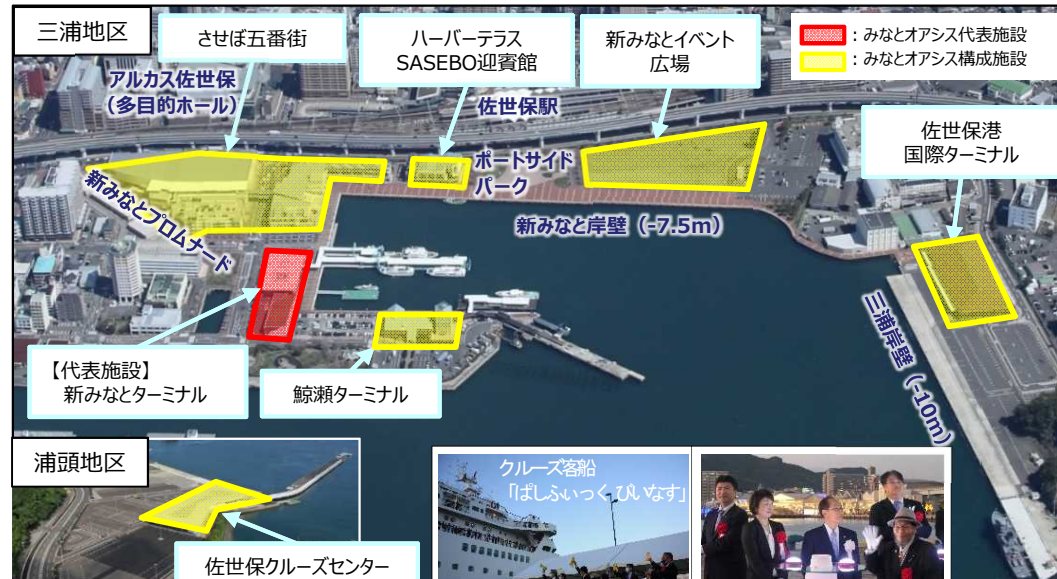 三浦地区
させぼ五番街
ハーバーテラス
SASEBO迎賓館
新みなとイベント
広場
：みなとオアシス代表施設
：みなとオアシス構成施設
アルカス佐世保
（多目的ホール）
佐世保駅
佐世保港
国際ターミナル
ポートサイド
パーク
新みなとプロムナード
新みなと岸壁（-7.5m）
三浦岸壁（-10m）
【代表施設】
新みなとターミナル
鯨瀬ターミナル
浦頭地区
佐世保クルーズセンター
クルーズ客船
「ぱしふぃっくびいなす」